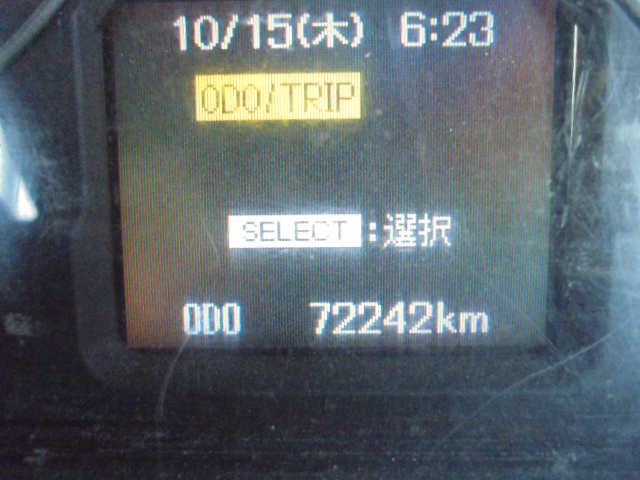 10/15(木) 6:23
ODO/TRIP
SELECT:選択
ODO 72242km